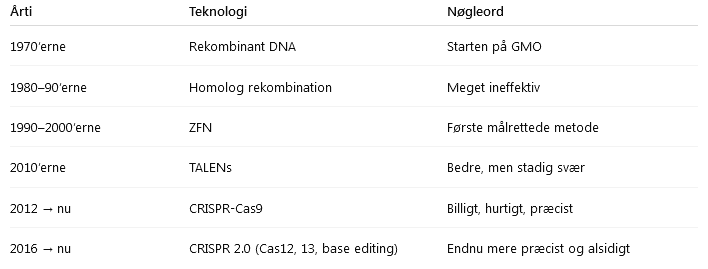 Årti Teknologi Nøgleord
1970'erne Rekombinant DNA Starten på GMO
1980–90'erne Homolog rekombination Meget ineffektiv
1990–2000'erne ZFN Første målrettede metode
2010'erne TALENs Bedre, men stadig svær
2012 → nu CRISPR-Cas9 Billigt, hurtigt, præcist
2016 → nu CRISPR 2.0 (Cas12, 13, base editing) Endnu mere præcist og alsidigt